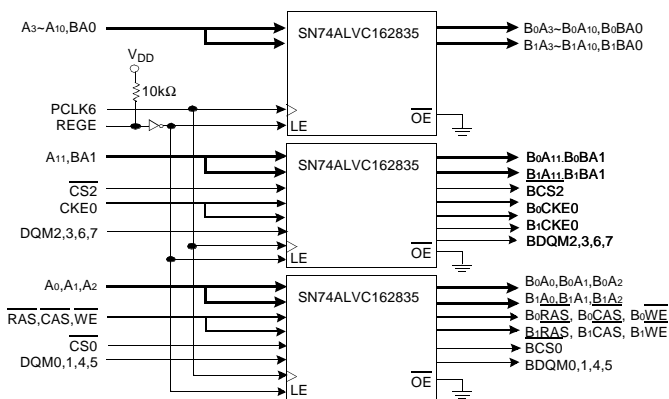 A3~A10,BA0
SN74ALVC162835
B0A3~B0A10,B0BA0
B1A3~B1A10,B1BA0
VDD
10kΩ
PCLK6
REGE
LE
OE
A11,BA1
SN74ALVC162835
B0A11.B0BA1
B1A11.B1BA1
CS2
BCS2
CKE0
B0CKE0
B1CKE0
DQM2,3,6,7
BDQM2,3,6,7
LE
OE
A0,A1,A2
SN74ALVC162835
B0A0,B0A1,B0A2
B1A0,B1A1,B1A2
RAS,CAS,WE
B0RAS, B0CAS, B0WE
B1RAS, B1CAS, B1WE
CS0
BCS0
DQM0,1,4,5
BDQM0,1,4,5
LE
OE